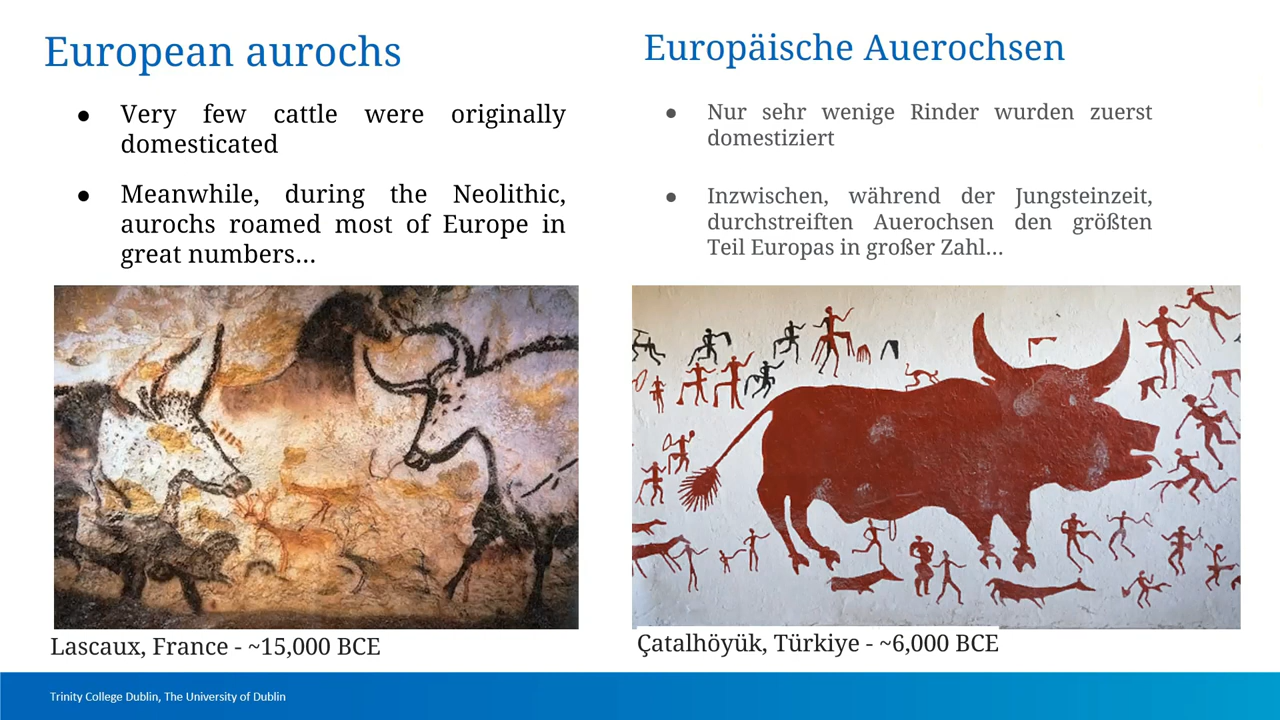 European aurochs
● Very few cattle were originally
domesticated
● Meanwhile, during the Neolithic,
aurochs roamed most of Europe in
great numbers...
Lascaux, France - ~15,000 BCE
Europäische Auerochsen
● Nur sehr wenige Rinder wurden zuerst
domestiziert
● Inzwischen, während der Jungsteinzeit,
durchstreiften Auerochsen den größten
Teil Europas in großer Zahl...
Çatalhöyük, Türkiye - ~6,000 BCE
Trinity College Dublin, The University of Dublin